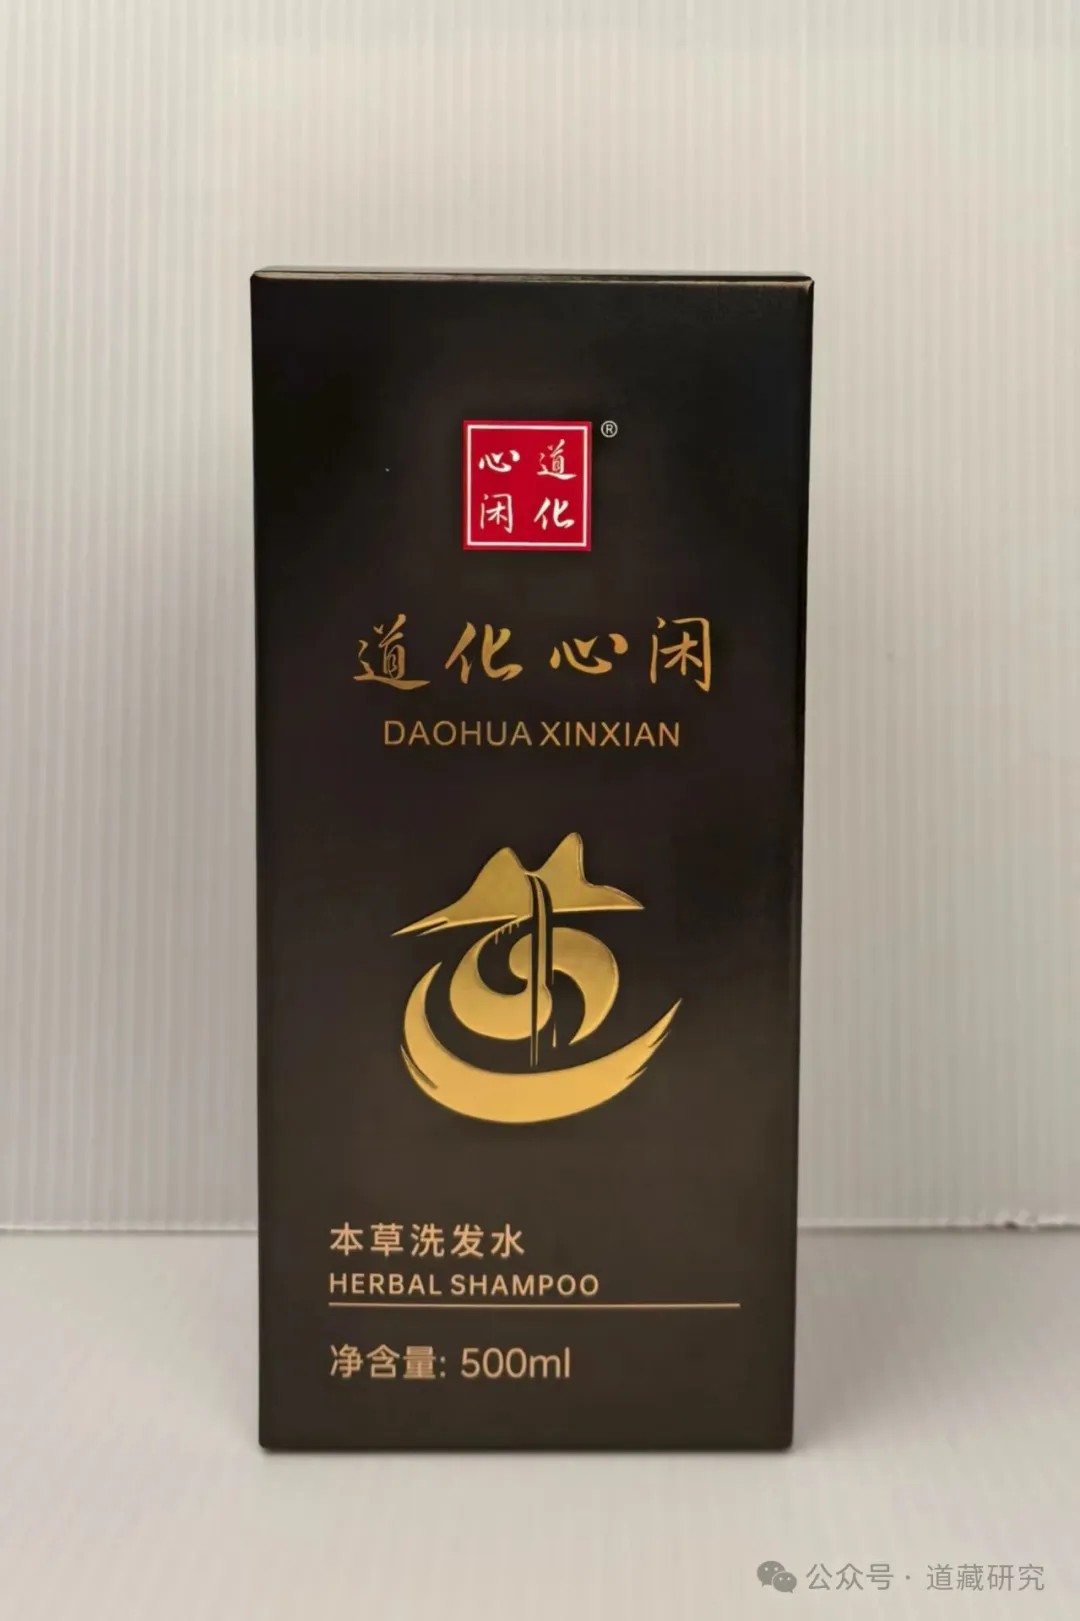 道化
心闲
®
道化心闲
DAOHUA XINXIAN
本草洗发水
HERBAL SHAMPOO
净含量: 500ml
公众号·道藏研究